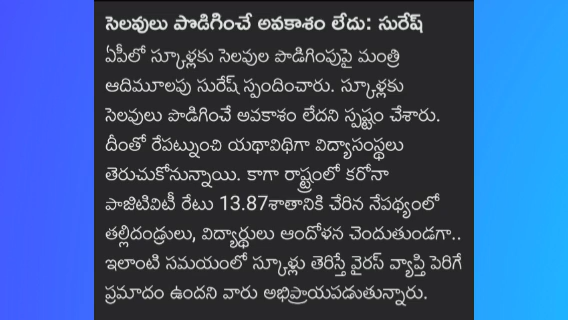 సెలవులు పొడిగించే అవకాశం లేదు: సురేష్
ఏపీలో స్కూళ్లకు సెలవుల పొడిగింపుపై మంత్రి
ఆదిమూలపు సురేష్ స్పందించారు. స్కూళ్లకు
సెలవులు పొడిగించే అవకాశం లేదని స్పష్టం చేశారు.
దీంతో రేపట్నుంచి యథావిథిగా విద్యాసంస్థలు
తెరుచుకోనున్నాయి. కాగా రాష్ట్రంలో కరోనా
పాజిటివిటీ రేటు 13.87శాతానికి చేరిన నేపథ్యంలో
తల్లిదండ్రులు, విద్యార్థులు ఆందోళన చెందుతుండగా..
ఇలాంటి సమయంలో స్కూళ్లు తెరిస్తే వైరస్ వ్యాప్తి పెరిగే
ప్రమాదం ఉందని వారు అభిప్రాయపడుతున్నారు.